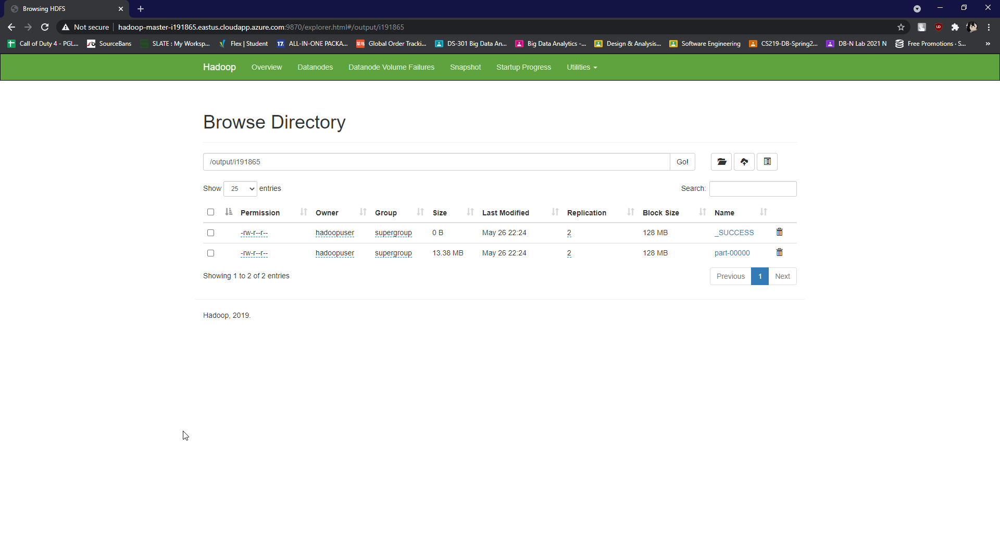 Browsing HDFS
Not secure hadoop-master-i191865.eastus.cloudapp.azure.com:9870/explorer.html#/output/i191865
Call of Duty 4 - PGL... SourceBans SLATE : My Worksp... Flex | Student 17 ALL-IN-ONE PACKA... Global Order Tracki... DS-301 Big Data An... Big Data Analytics -... Design & Analysis... Software Engineering CS219-DB-Spring2... DB-N Lab 2021 N Free Promotions · S... »
Hadoop Overview Datanodes Datanode Volume Failures Snapshot Startup Progress Utilities
Browse Directory
/output/i191865 Go!
Show 25 entries Search:
Permission Owner Group Size Last Modified Replication Block Size Name
-rw-r--r-- hadoopuser supergroup 0 B May 26 22:24 2 128 MB _SUCCESS
-rw-r--r-- hadoopuser supergroup 13.38 MB May 26 22:24 2 128 MB part-00000
Showing 1 to 2 of 2 entries Previous 1 Next
Hadoop, 2019.